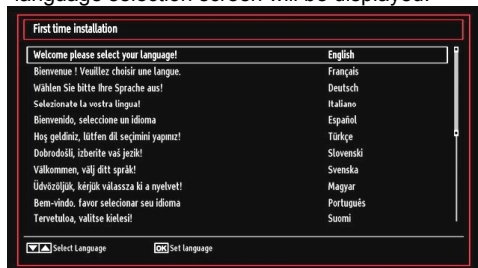 language selection screen will be displayed.
First time installation
Welcome please select your language! English
Bienvenue ! Veuillez choisir une langue. Français
Wählen Sie bitte Ihre Sprache aus! Deutsch
Selezionate la vostra lingua! Italiano
Bienvenido, seleccione un idioma Español
Hoş geldiniz, lütfen dil seçimini yapınız! Türkçe
Dobrodošli, izberite vaš jezik! Slovenski
Välkommen, välj ditt språk! Svenska
Üdvözöljük, kérjük válassza ki a nyelvet! Magyar
Bem-vindo, favor selecionar seu idioma Português
Tervetuloa, valitse kielesi! Suomi
Select Language OK Set language